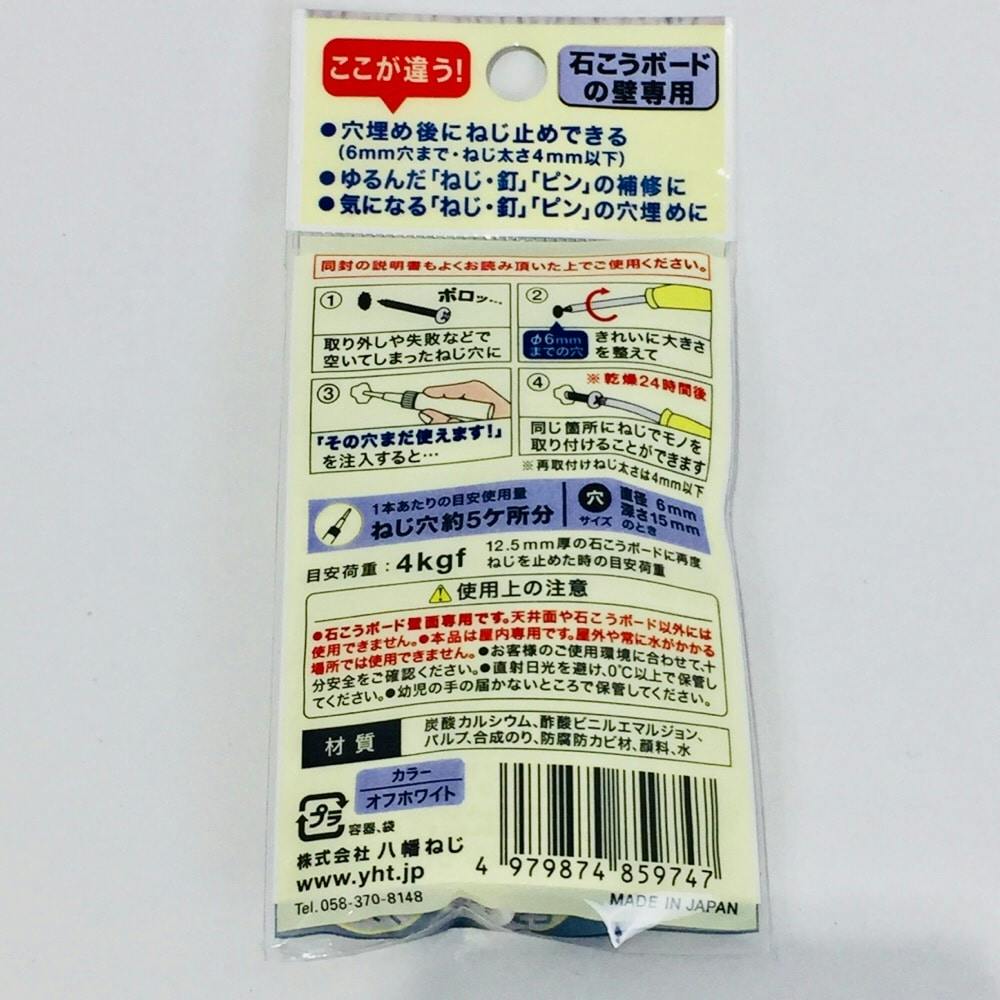 ここが違う!
石こうボード
の壁専用
●穴埋め後にねじ止めできる
(6mm穴まで・ねじ太さ4mm以下)
●ゆるんだ「ねじ・釘」「ピン」の補修に
●気になる「ねじ・釘」「ピン」の穴埋めに
同封の説明書もよくお読み頂いた上でご使用ください。
① ポロッ…
取り外しや失敗などで
空いてしまったねじ穴に
②
φ6mm
までの穴
きれいに大きさ
を整えて
③
『その穴まだ使えます!』
を注入すると…
④ ※乾燥24時間後
同じ箇所にねじでモノを
取り付けることができます
※再取付けねじ太さは4mm以下
1本あたりの目安使用量
ねじ穴約5ケ所分
穴
サイズ
直径 6mm
深さ15mm
のとき
目安荷重:4kgf
12.5mm厚の石こうボードに再度
ねじを止めた時の目安荷重
使用上の注意
●石こうボード壁面専用です。天井面や石こうボード以外には
使用できません。●本品は屋内専用です。屋外や常に水がかかる
場所では使用できません。●お客様のご使用環境に合わせて、十
分安全をご確認ください。●直射日光を避け、0℃以上で保管し
てください。●幼児の手の届かないところで保管してください。
材質
炭酸カルシウム、酢酸ビニルエマルジョン、
パルプ、合成のり、防腐防カビ材、顔料、水
カラー
オフホワイト
プラ
容器、袋
株式会社 八幡ねじ
www.yht.jp
Tel.058-370-8148
4 979874 859747
MADE IN JAPAN